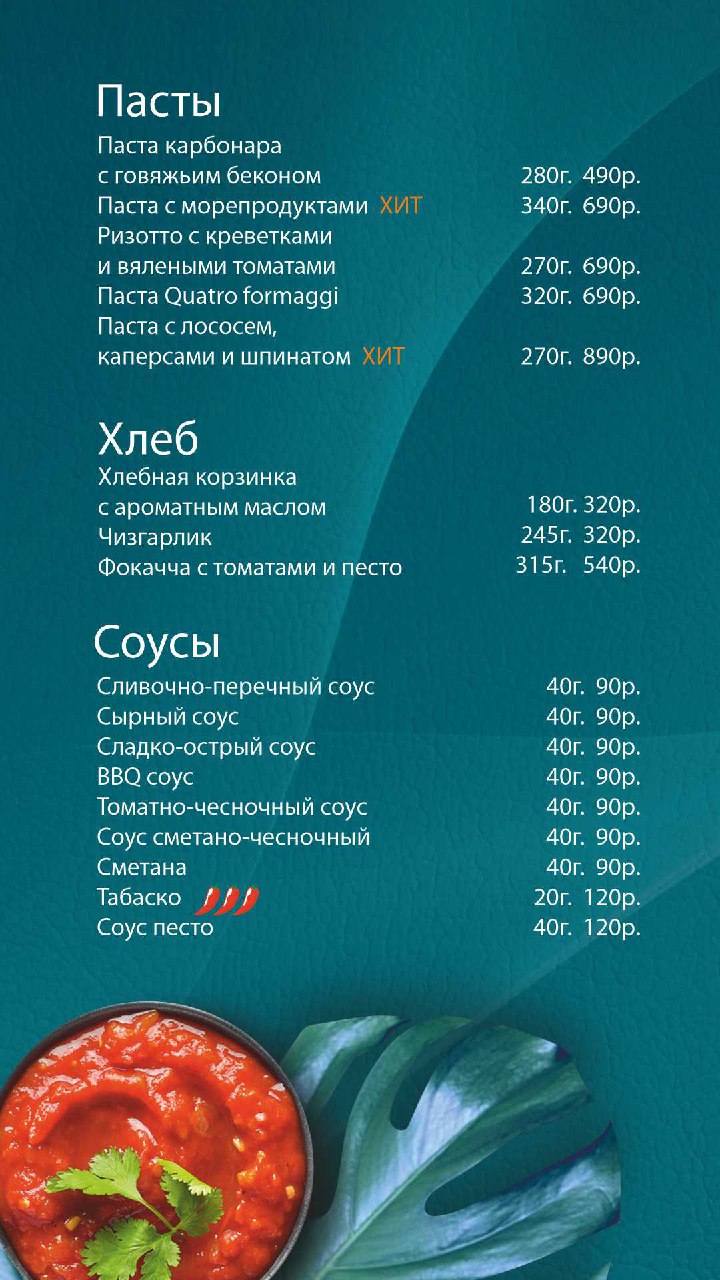 Пасты
Паста карбонара
с говяжьим беконом 280г. 490р.
Паста с морепродуктами ХИТ 340г. 690р.
Ризотто с креветками
и вялеными томатами 270г. 690р.
Паста Quatro formaggi 320г. 690р.
Паста с лососем,
каперсами и шпинатом ХИТ 270г. 890р.
Хлеб
Хлебная корзинка
с ароматным маслом 180г. 320р.
Чизгарлик 245г. 320р.
Фокачча с томатами и песто 315г. 540р.
Соусы
Сливочно-перечный соус 40г. 90р.
Сырный соус 40г. 90р.
Сладко-острый соус 40г. 90р.
BBQ соус 40г. 90р.
Томатно-чесночный соус 40г. 90р.
Соус сметано-чесночный 40г. 90р.
Сметана 40г. 90р.
Табаско 20г. 120р.
Соус песто 40г. 120р.